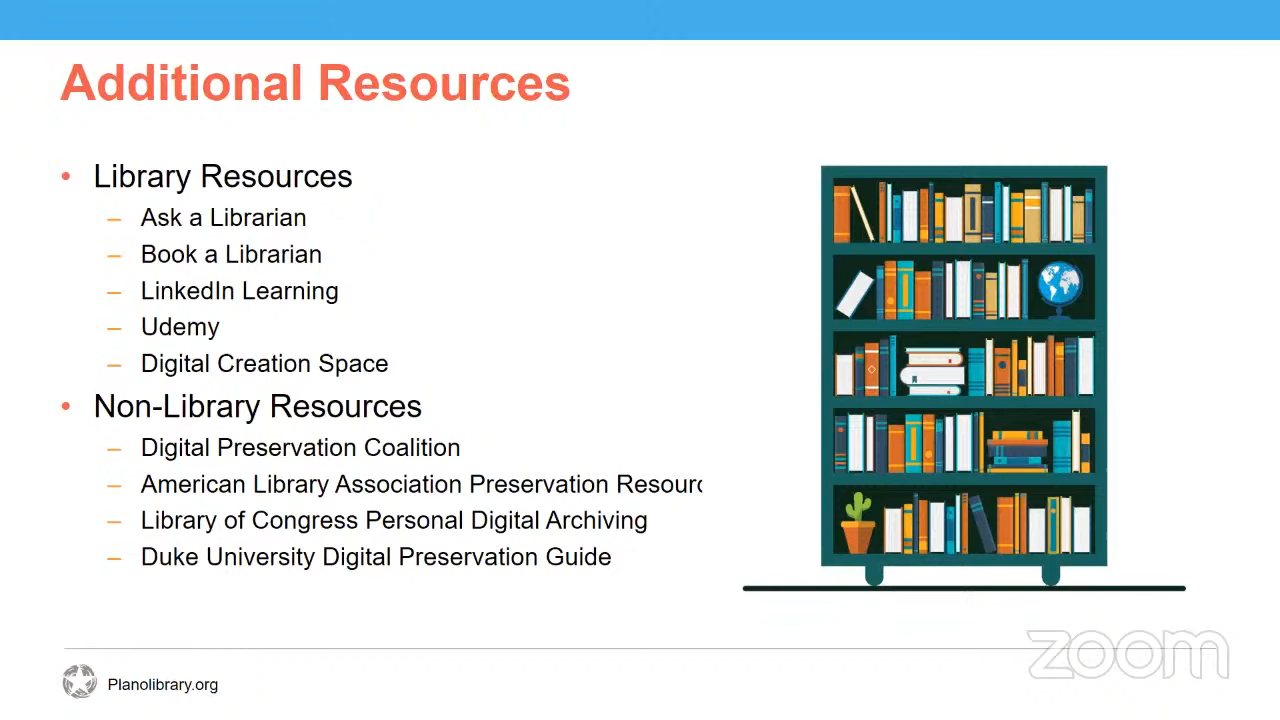 Additional Resources
• Library Resources
– Ask a Librarian
– Book a Librarian
– LinkedIn Learning
– Udemy
– Digital Creation Space
• Non-Library Resources
– Digital Preservation Coalition
– American Library Association Preservation Resourc
– Library of Congress Personal Digital Archiving
– Duke University Digital Preservation Guide
zoom
Planolibrary.org